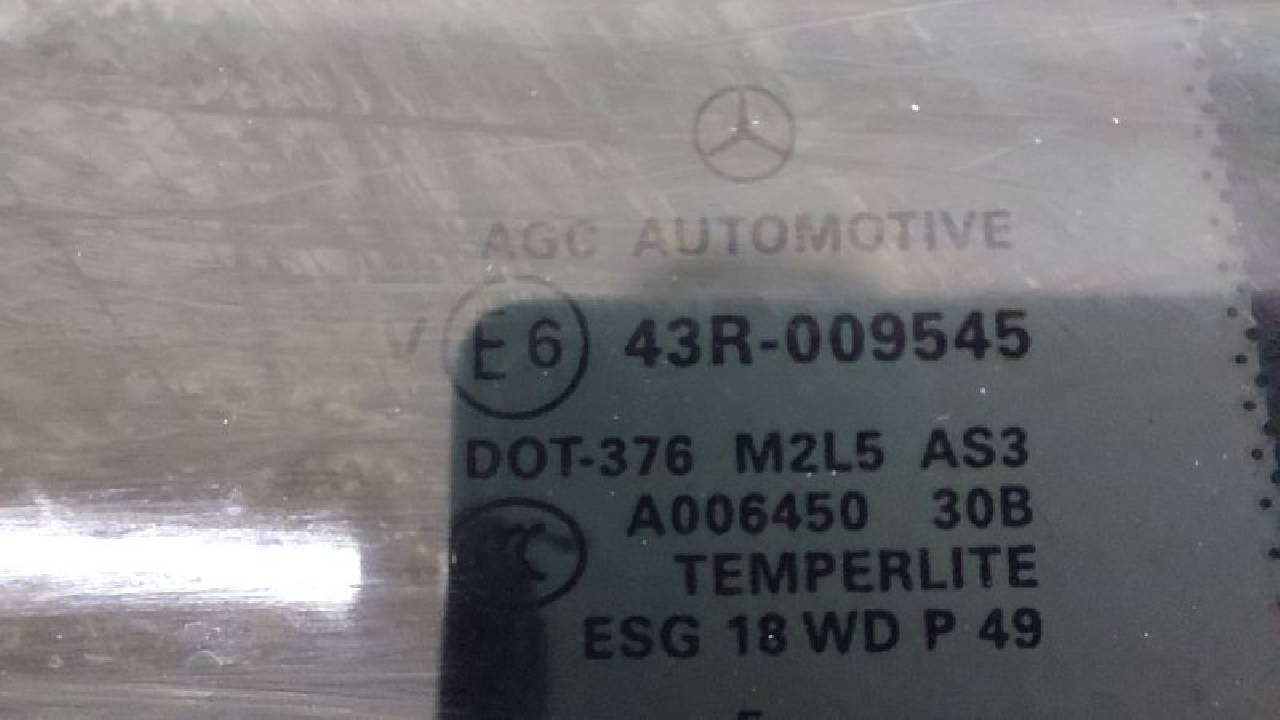 AGC AUTOMOTIVE
V E6 43R-009545
DOT-376 M2L5 AS3
A006450 30B
TEMPERLITE
ESG 18 WD P 49